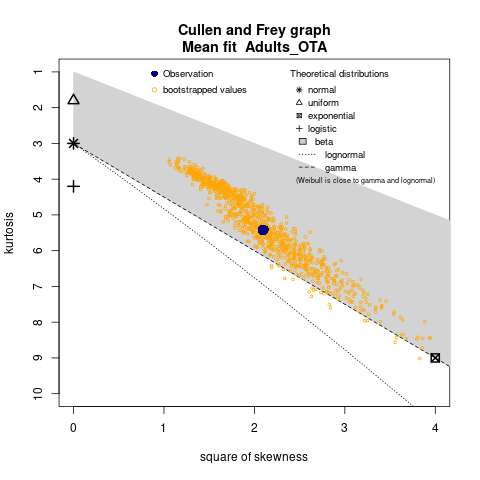 Cullen and Frey graph
Mean fit  Adults_OTA
Observation
bootstrapped values
Theoretical distributions
normal
uniform
exponential
logistic
beta
lognormal
gamma
(Weibull is close to gamma and lognormal)
kurtosis
1
2
3
4
5
6
7
8
9
10
0 1 2 3 4
square of skewness